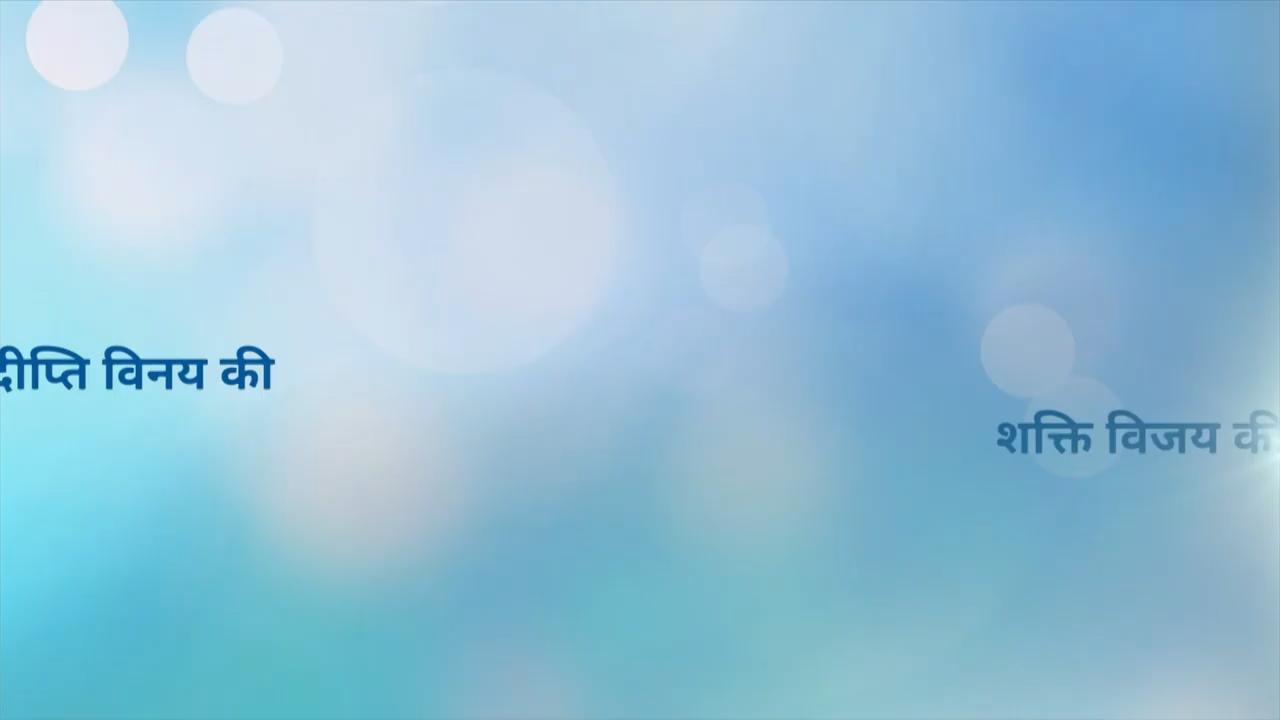 दीप्ति विनय की
शक्ति विजय की